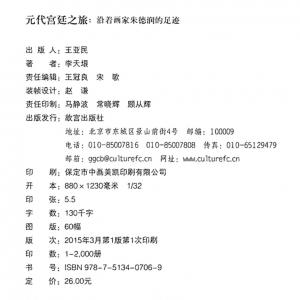 元代宫廷之旅：沿着画家朱德润的足迹
出 版 人：王亚民
著 者：李天垠
责任编辑：王冠良 宋 敏
装帧设计：赵 谦
责任印制：马静波 常晓辉 顾从辉
出版发行：故宫出版社
地址：北京市东城区景山前街4号 邮编：100009
电话：010-85007816 010-85007808 传真：010-65129479
邮箱：ggcb@culturefc.cn 网址：www.culturefc.cn
印 刷：保定市中画美凯印刷有限公司
开 本：880×1230毫米 1/32
印 张：5.5
字 数：130千字
图 版：60幅
版 次：2015年3月第1版第1次印刷
印 数：1-2,000册
书 号：ISBN 978-7-5134-0706-9
定 价：26.00元